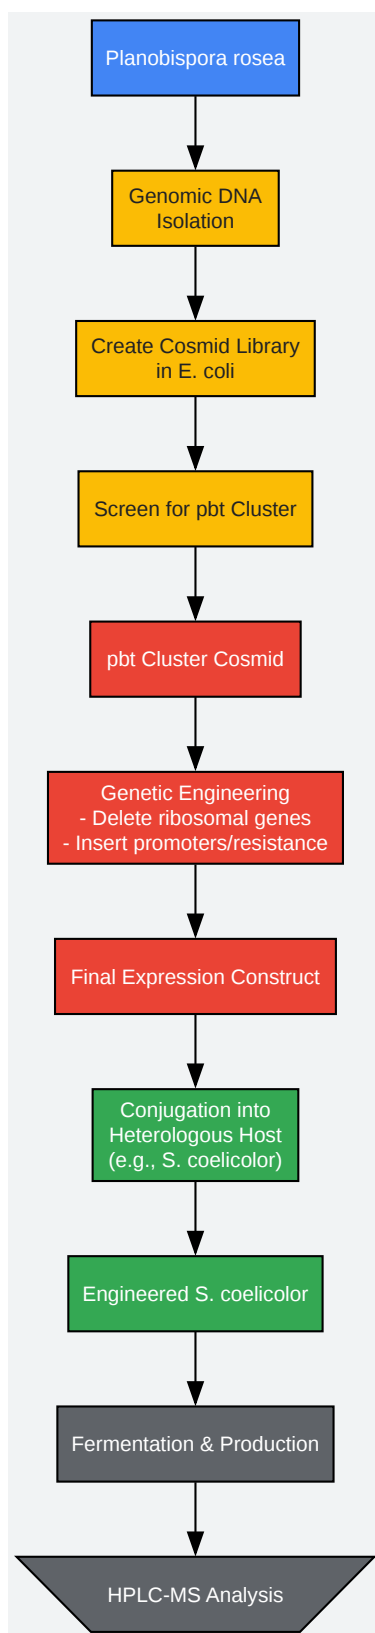 Planobispora rosea
Genomic DNA
Isolation
Create Cosmid Library
in E. coli
Screen for pbt Cluster
pbt Cluster Cosmid
Genetic Engineering
- Delete ribosomal genes
- Insert promoters/resistance
Final Expression Construct
Conjugation into
Heterologous Host
(e.g., S. coelicolor)
Engineered S. coelicolor
Fermentation & Production
HPLC-MS Analysis